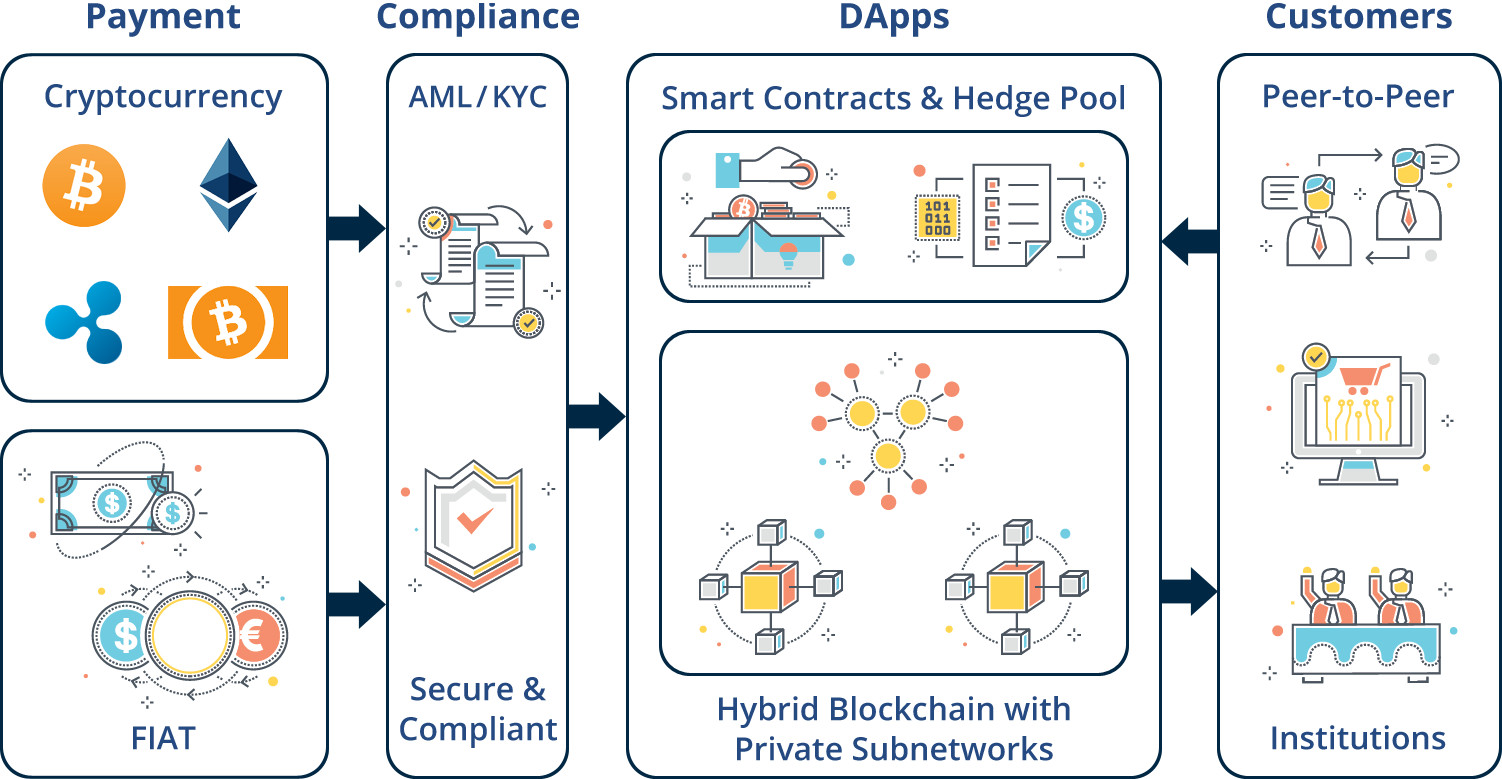 Payment
Compliance
DApps
Customers
Cryptocurrency
FIAT
AML/KYC
Secure &
Compliant
Smart Contracts & Hedge Pool
101
011
000
$
Hybrid Blockchain with
Private Subnetworks
Peer-to-Peer
Institutions
$
$
$
€